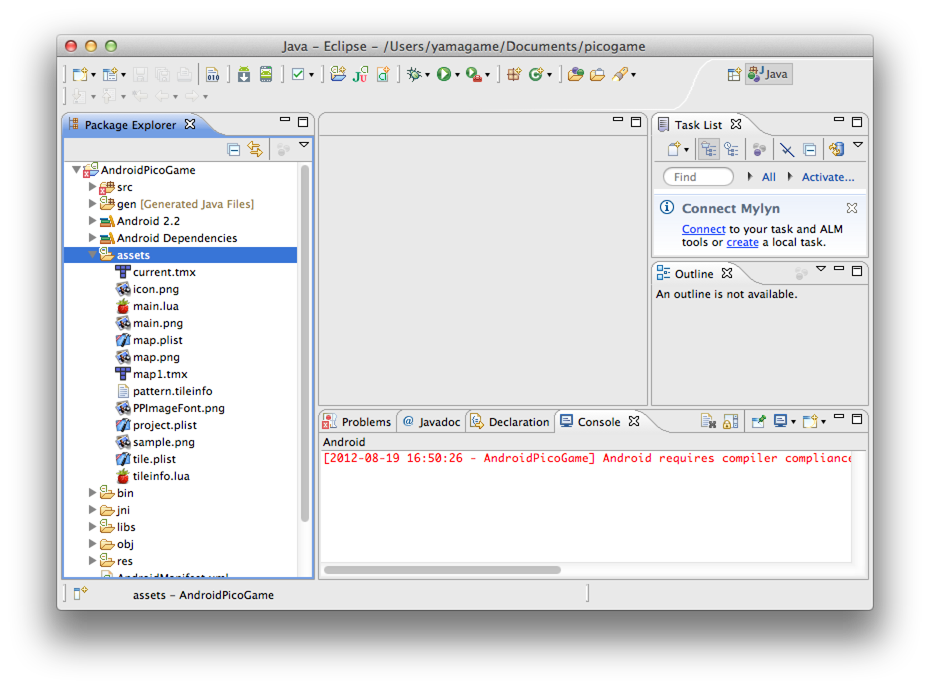 Java – Eclipse – /Users/yamagame/Documents/picogame
Java
Package Explorer
AndroidPicoGame
src
gen [Generated Java Files]
Android 2.2
Android Dependencies
assets
current.tmx
icon.png
main.lua
main.png
map.plist
map.png
map1.tmx
pattern.tileinfo
PPImageFont.png
project.plist
sample.png
tile.plist
tileinfo.lua
bin
jni
libs
obj
res
AndroidManifest.xml
Task List
Find
All
Activate...
Connect Mylyn
Connect to your task and ALM
tools or create a local task.
Outline
An outline is not available.
Problems
Javadoc
Declaration
Console
Android
[2012-08-19 16:50:26 - AndroidPicoGame] Android requires compiler compliance
assets – AndroidPicoGame